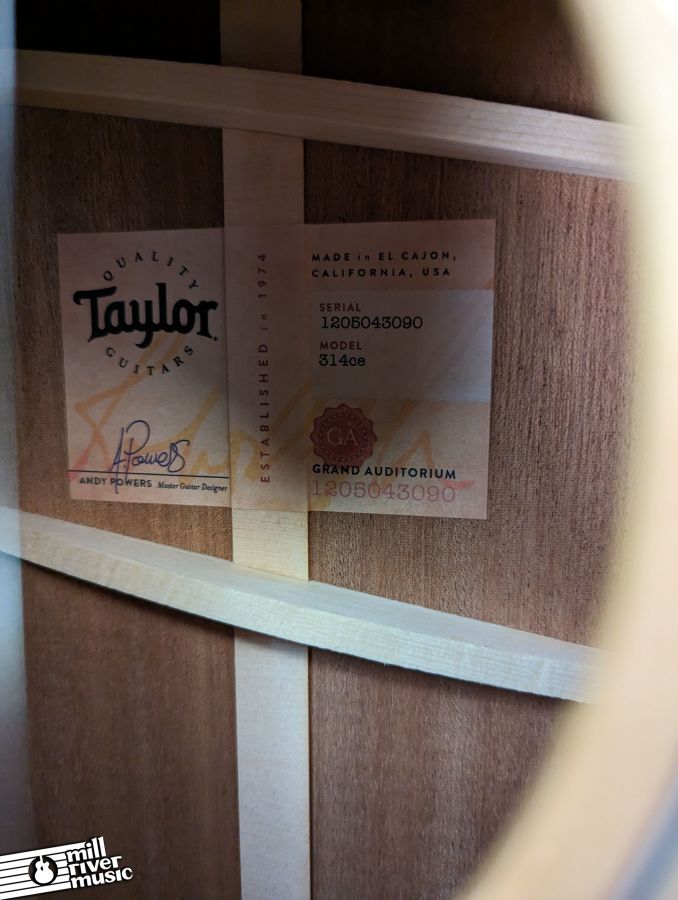 QUALITY
Taylor
GUITARS
APowers
ANDY POWERS Master Guitar Designer
ESTABLISHED in 1974
MADE in EL CAJON,
CALIFORNIA, USA
SERIAL
1205043090
MODEL
314ce
GA
GRAND AUDITORIUM
1205043090
mill
river
music